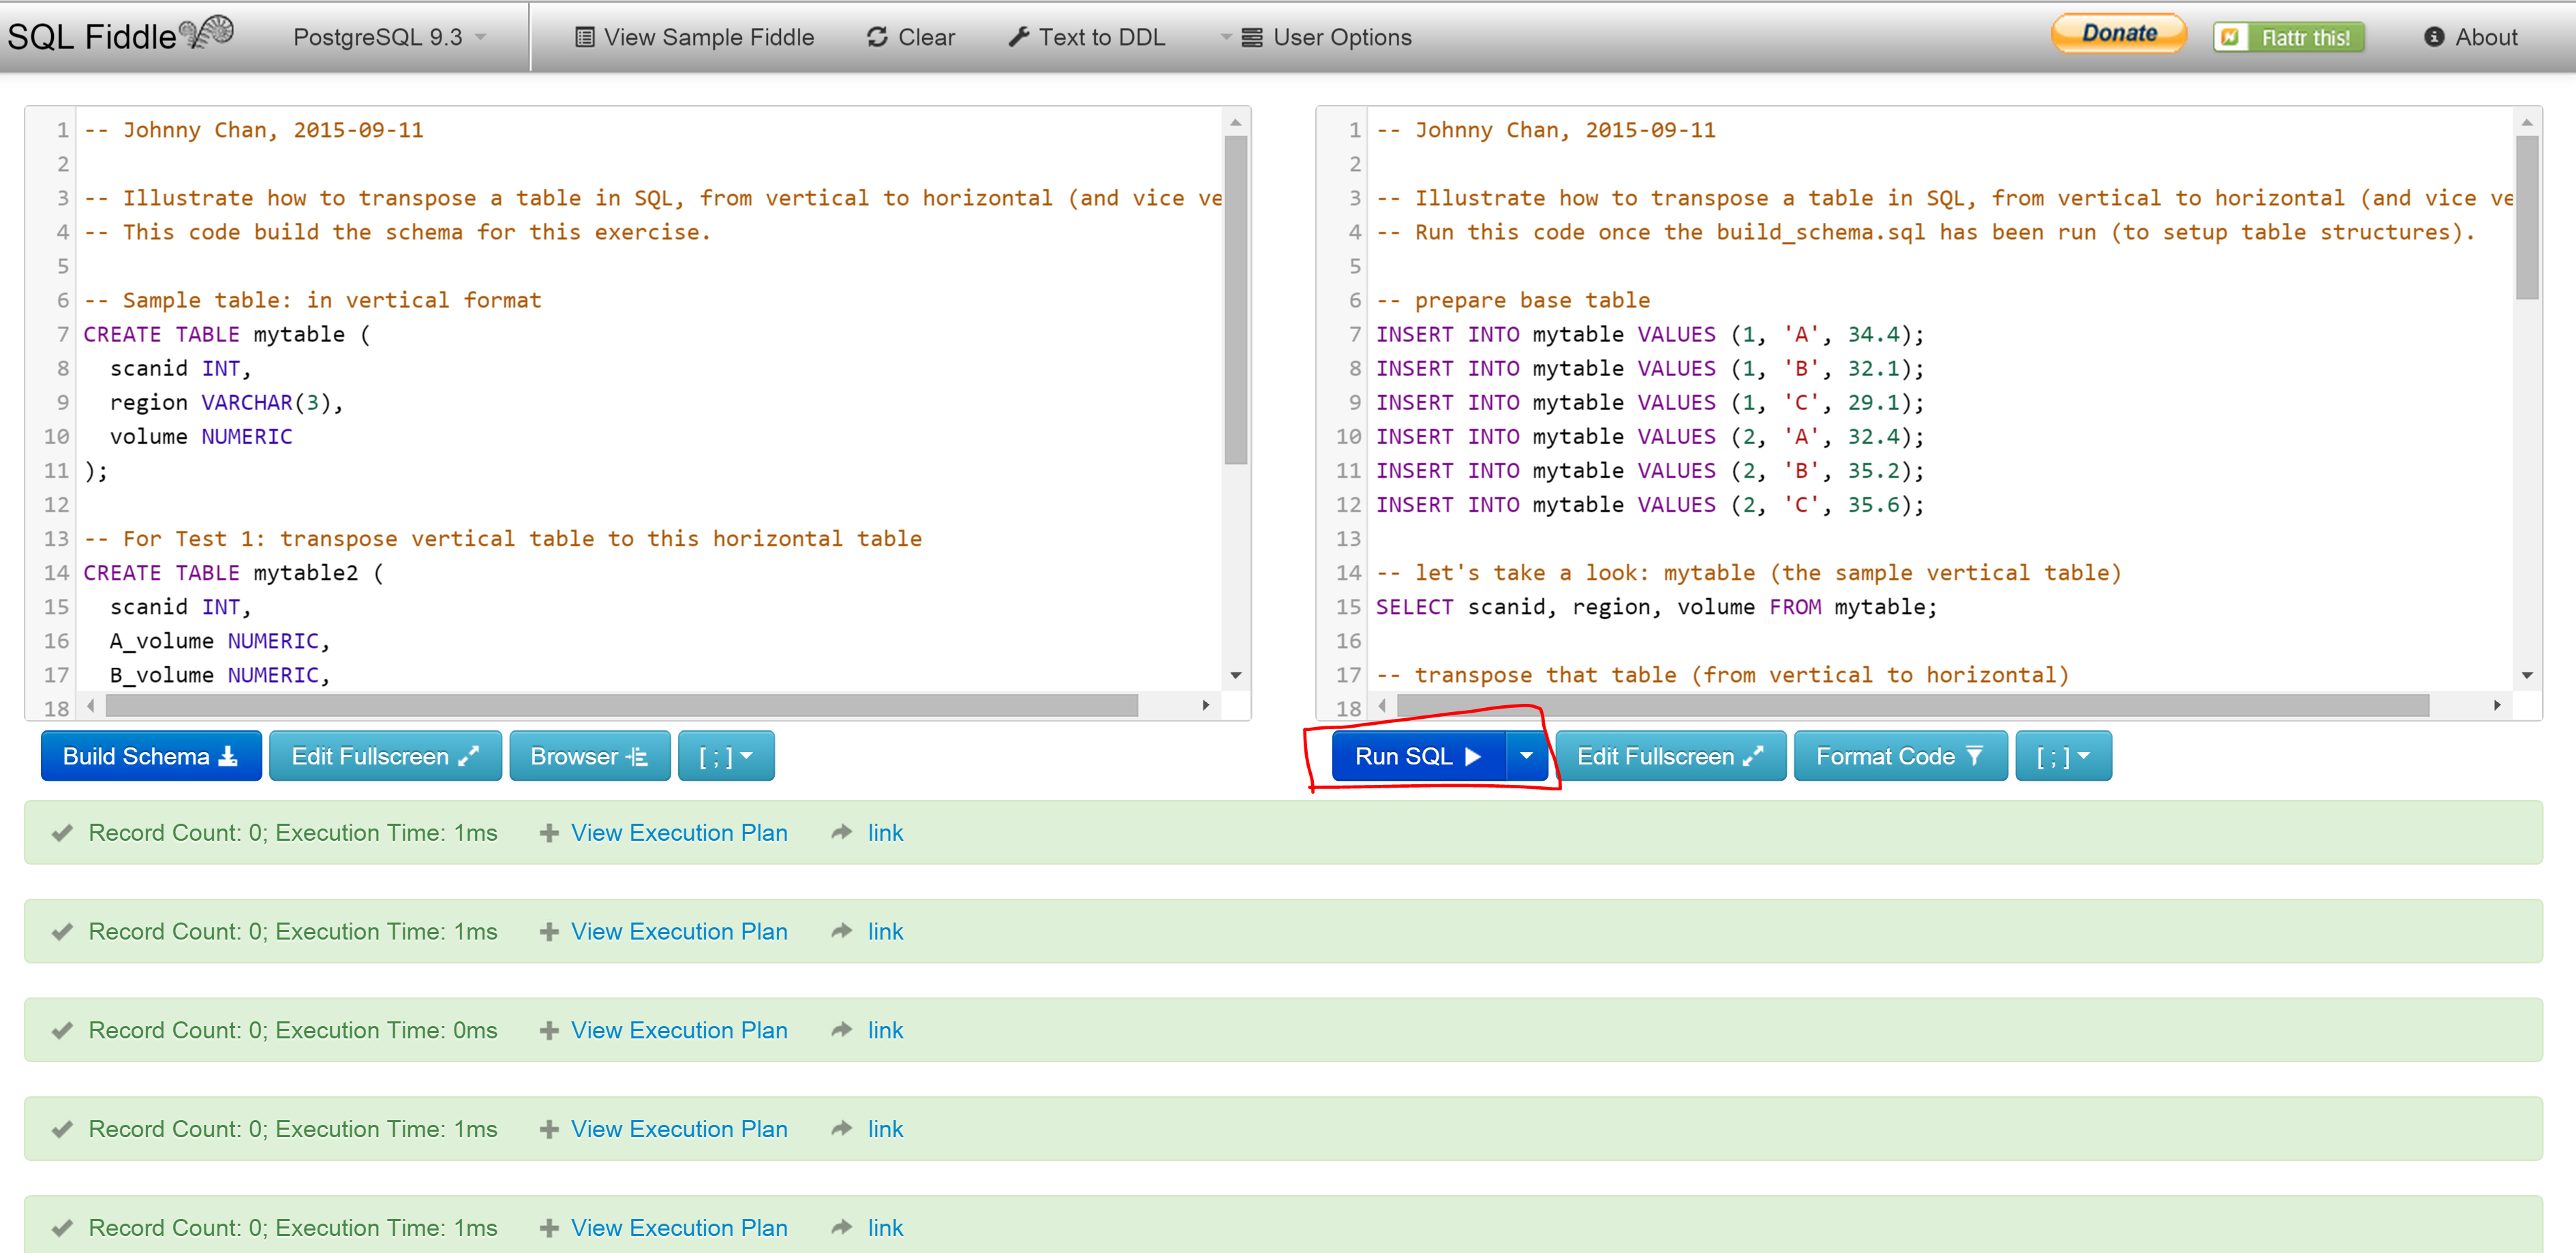 SQL Fiddle PostgreSQL 9.3 View Sample Fiddle Clear Text to DDL User Options Donate Flattr this! About
1 -- Johnny Chan, 2015-09-11
2
3 -- Illustrate how to transpose a table in SQL, from vertical to horizontal (and vice ve
4 -- This code build the schema for this exercise.
5
6 -- Sample table: in vertical format
7 CREATE TABLE mytable (
8 scanid INT,
9 region VARCHAR(3),
10 volume NUMERIC
11 );
12
13 -- For Test 1: transpose vertical table to this horizontal table
14 CREATE TABLE mytable2 (
15 scanid INT,
16 A_volume NUMERIC,
17 B_volume NUMERIC,
18
Build Schema Edit Fullscreen Browser [ ; ]
1 -- Johnny Chan, 2015-09-11
2
3 -- Illustrate how to transpose a table in SQL, from vertical to horizontal (and vice ve
4 -- Run this code once the build_schema.sql has been run (to setup table structures).
5
6 -- prepare base table
7 INSERT INTO mytable VALUES (1, 'A', 34.4);
8 INSERT INTO mytable VALUES (1, 'B', 32.1);
9 INSERT INTO mytable VALUES (1, 'C', 29.1);
10 INSERT INTO mytable VALUES (2, 'A', 32.4);
11 INSERT INTO mytable VALUES (2, 'B', 35.2);
12 INSERT INTO mytable VALUES (2, 'C', 35.6);
13
14 -- let's take a look: mytable (the sample vertical table)
15 SELECT scanid, region, volume FROM mytable;
16
17 -- transpose that table (from vertical to horizontal)
18
Run SQL Edit Fullscreen Format Code [ ; ]
Record Count: 0; Execution Time: 1ms View Execution Plan link
Record Count: 0; Execution Time: 1ms View Execution Plan link
Record Count: 0; Execution Time: 0ms View Execution Plan link
Record Count: 0; Execution Time: 1ms View Execution Plan link
Record Count: 0; Execution Time: 1ms View Execution Plan link